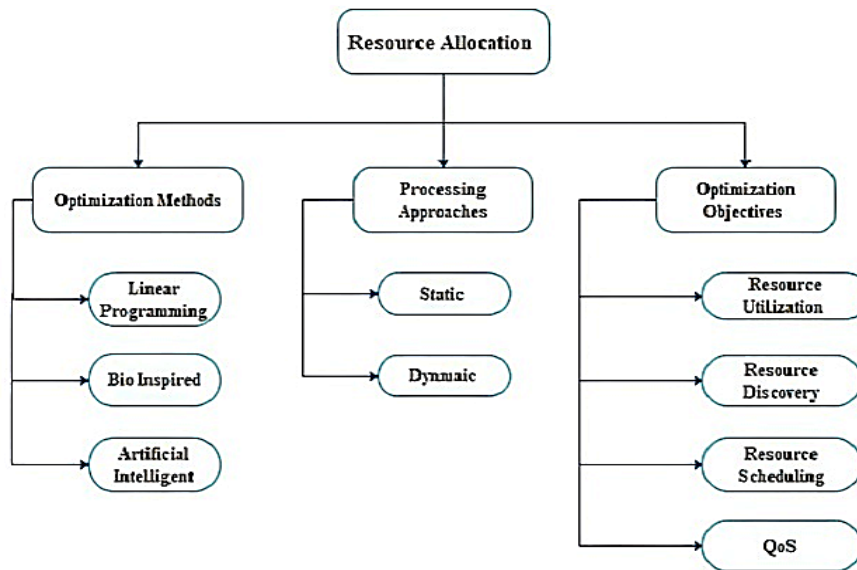 Resource Allocation
Optimization Methods
Processing
Approaches
Optimization
Objectives
Linear
Programming
Bio Inspired
Artificial
Intelligent
Static
Dynmaic
Resource
Utilization
Resource
Discovery
Resource
Scheduling
QoS